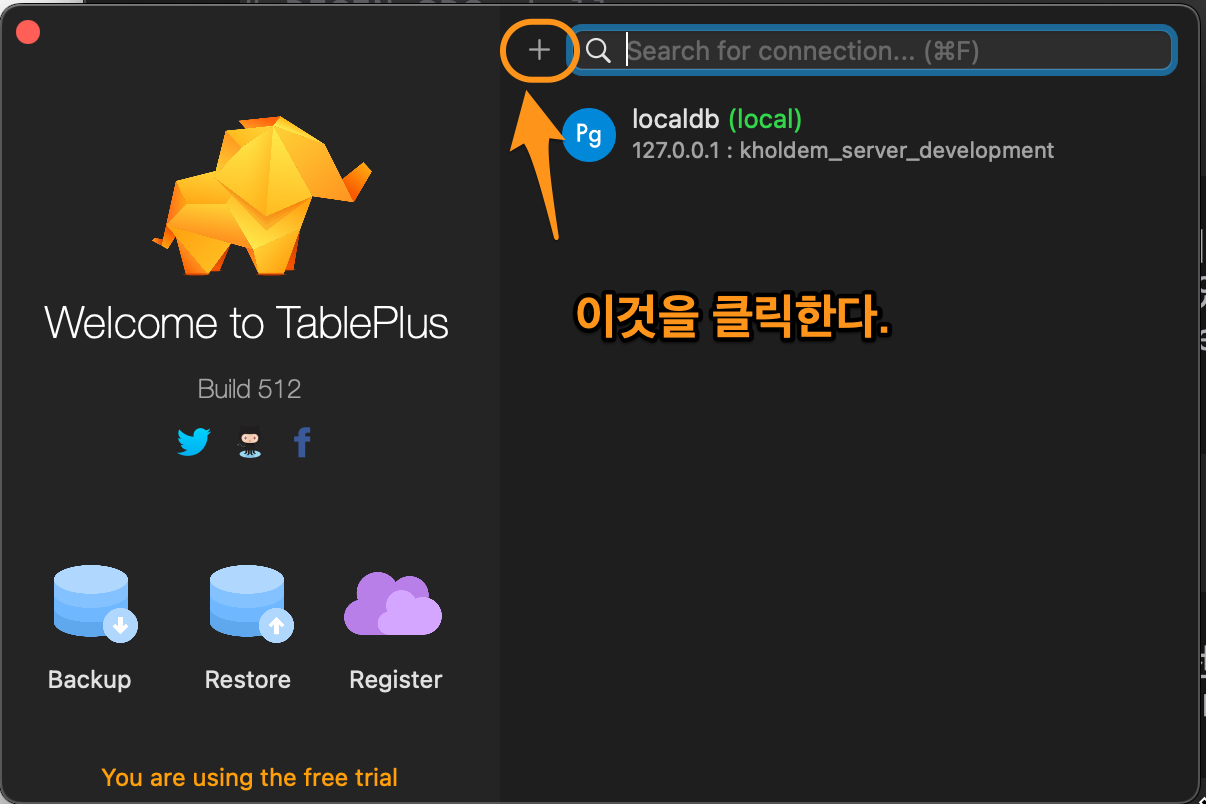 Search for connection... (⌘F)
Pg
localdb (local)
127.0.0.1 : kholdem_server_development
이것을 클릭한다.
Welcome to TablePlus
Build 512
Backup
Restore
Register
You are using the free trial